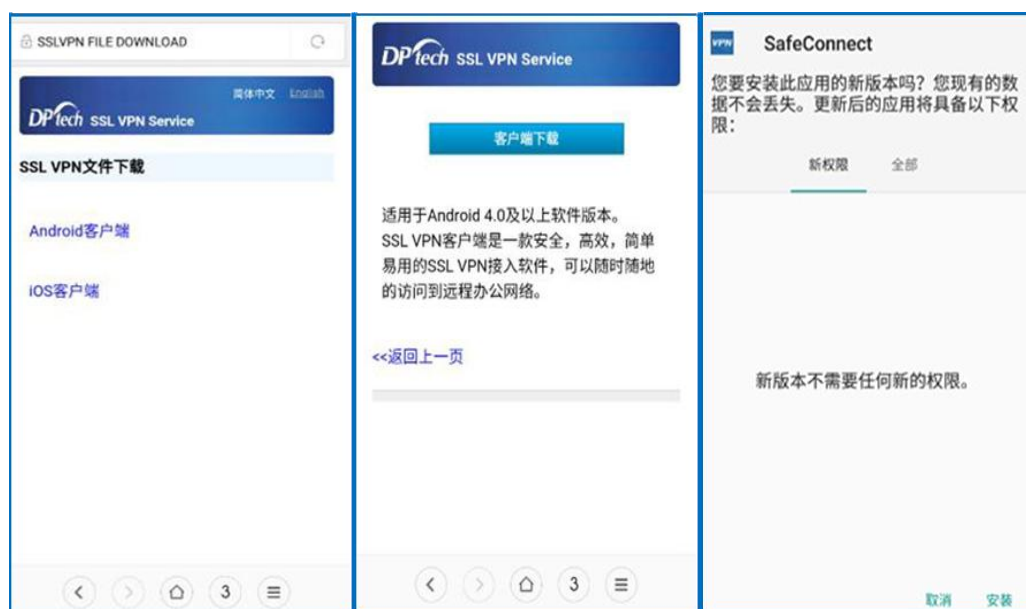 SSLVPN FILE DOWNLOAD
简体中文 English
DPtech SSL VPN Service
SSL VPN文件下载
Android客户端
iOS客户端
3
DPtech SSL VPN Service
客户端下载
适用于Android 4.0及以上软件版本。
SSL VPN客户端是一款安全，高效，简单
易用的SSL VPN接入软件，可以随时随地
的访问到远程办公网络。
<<返回上一页
3
VPN SafeConnect
您要安装此应用的新版本吗？您现有的数
据不会丢失。更新后的应用将具备以下权
限：
新权限 全部
新版本不需要任何新的权限。
取消 安装